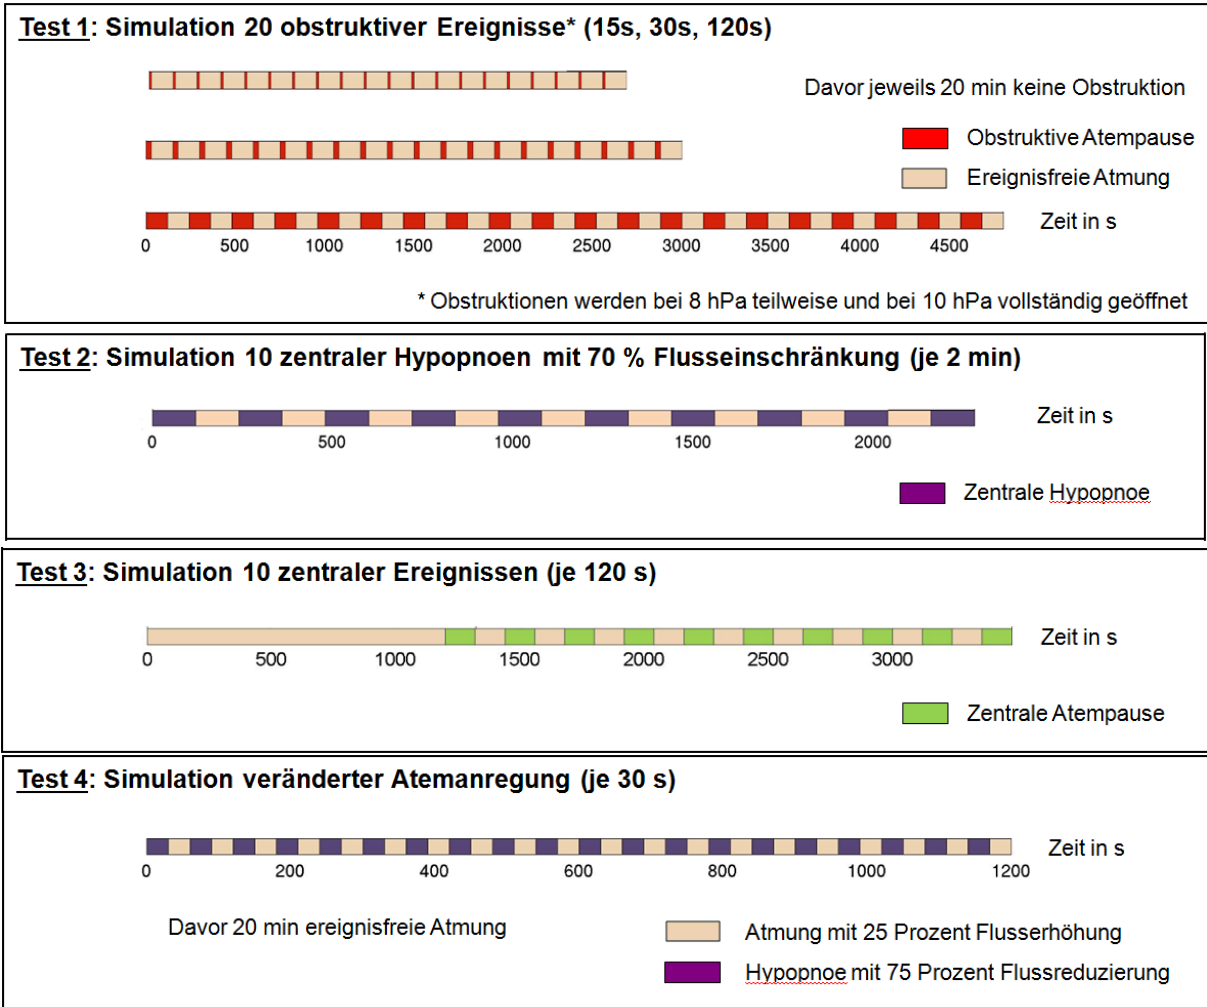 Test 1: Simulation 20 obstruktiver Ereignisse* (15s, 30s, 120s)
Davor jeweils 20 min keine Obstruktion
Obstruktive Atempause
Ereignisfreie Atmung
Zeit in s
0 500 1000 1500 2000 2500 3000 3500 4000 4500
* Obstruktionen werden bei 8 hPa teilweise und bei 10 hPa vollständig geöffnet
Test 2: Simulation 10 zentraler Hypopnoen mit 70 % Flusseinschränkung (je 2 min)
Zeit in s
0 500 1000 1500 2000
Zentrale Hypopnoe
Test 3: Simulation 10 zentraler Ereignissen (je 120 s)
Zeit in s
0 500 1000 1500 2000 2500 3000
Zentrale Atempause
Test 4: Simulation veränderter Atemanregung (je 30 s)
Zeit in s
0 200 400 600 800 1000 1200
Davor 20 min ereignisfreie Atmung
Atmung mit 25 Prozent Flusserhöhung
Hypopnoe mit 75 Prozent Flussreduzierung